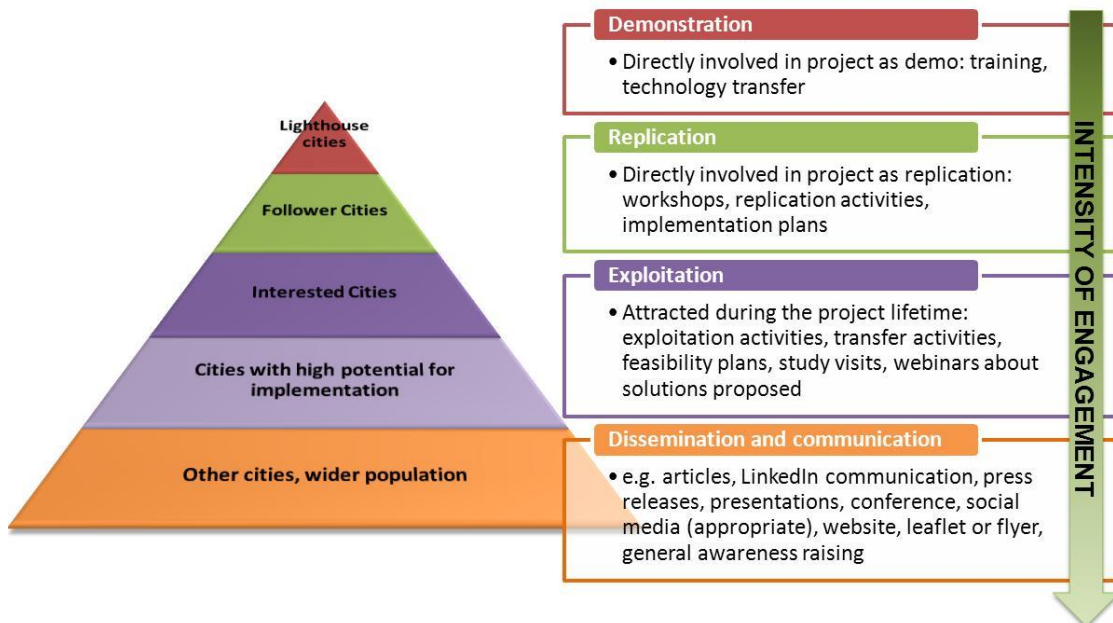 Lighthouse
cities
Follower Cities
Interested Cities
Cities with high potential for
implementation
Other cities, wider population
Demonstration
• Directly involved in project as demo: training,
technology transfer
Replication
• Directly involved in project as replication:
workshops, replication activities,
implementation plans
Exploitation
• Attracted during the project lifetime:
exploitation activities, transfer activities,
feasibility plans, study visits, webinars about
solutions proposed
Dissemination and communication
• e.g. articles, LinkedIn communication, press
releases, presentations, conference, social
media (appropriate), website, leaflet or flyer,
general awareness raising
INTENSITY OF ENGAGEMENT